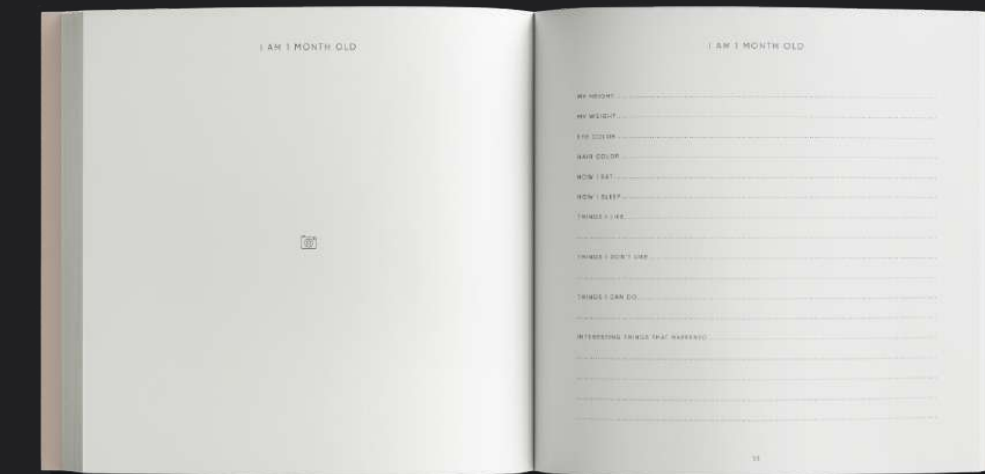 I AM 1 MONTH OLD
I AM 1 MONTH OLD
MY HEIGHT
MY WEIGHT
EYE COLOR
HAIR COLOR
HOW I EAT
HOW I SLEEP
THINGS I LIKE
THINGS I DON'T LIKE
THINGS I CAN DO
INTERESTING THINGS THAT HAPPENED